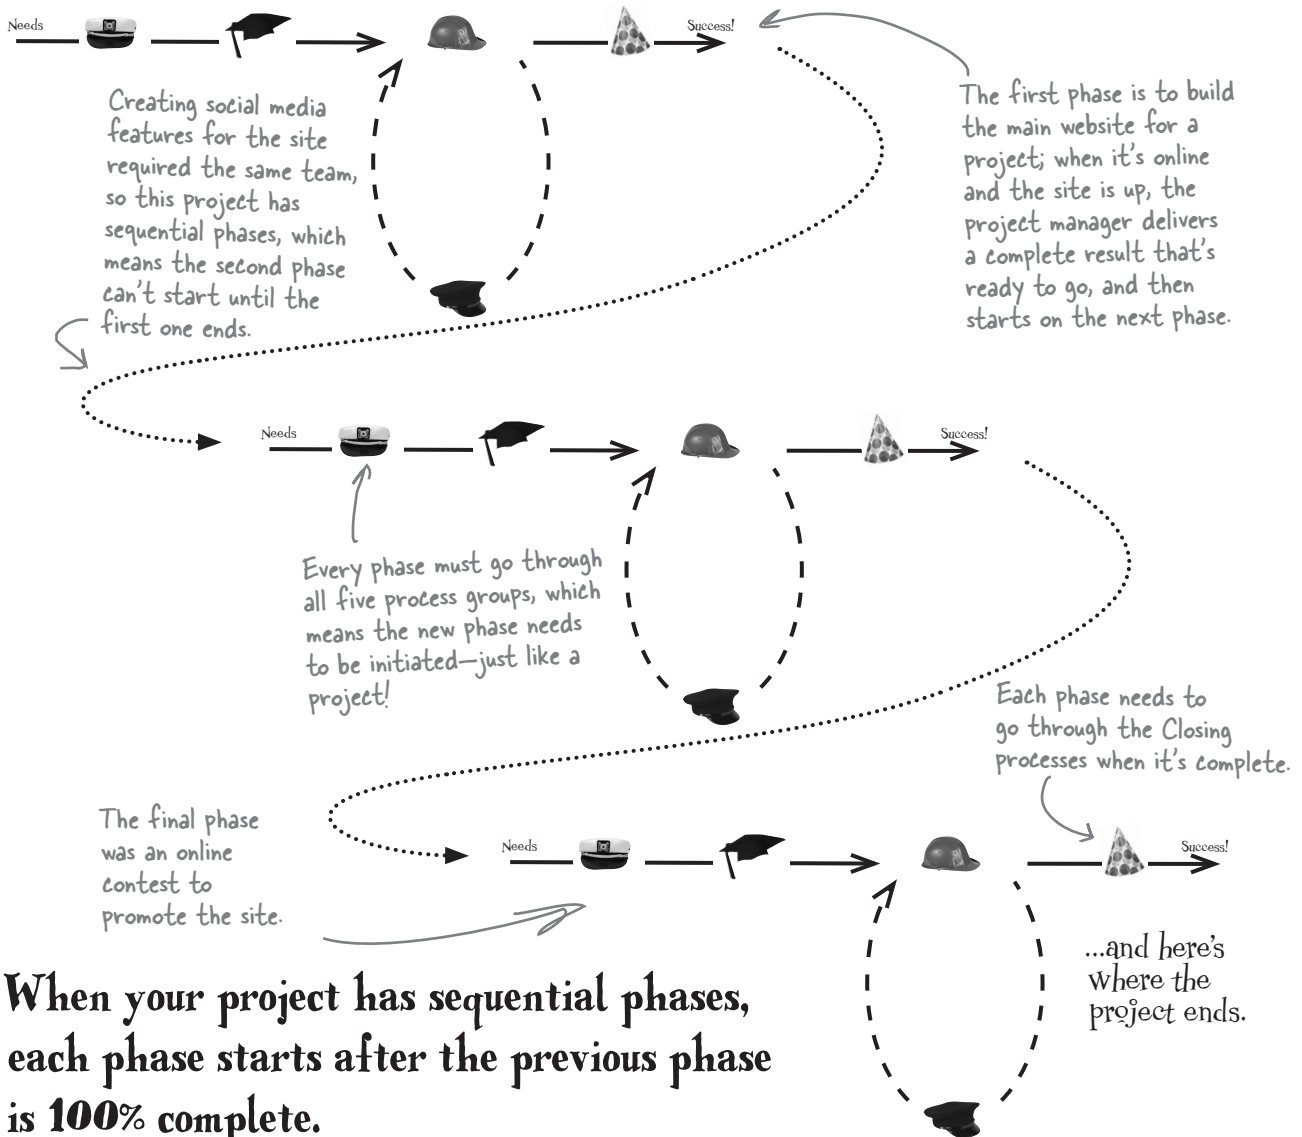 Needs
Success!
Creating social media
features for the site
required the same team,
so this project has
sequential phases, which
means the second phase
can't start until the
first one ends.
The first phase is to build
the main website for a
project; when it's online
and the site is up, the
project manager delivers
a complete result that's
ready to go, and then
starts on the next phase.
Needs
Success!
Every phase must go through
all five process groups, which
means the new phase needs
to be initiated—just like a
project!
Each phase needs to
go through the Closing
processes when it's complete.
The final phase
was an online
contest to
promote the site.
Needs
Success!
...and here's
where the
project ends.
When your project has sequential phases,
each phase starts after the previous phase
is 100% complete.